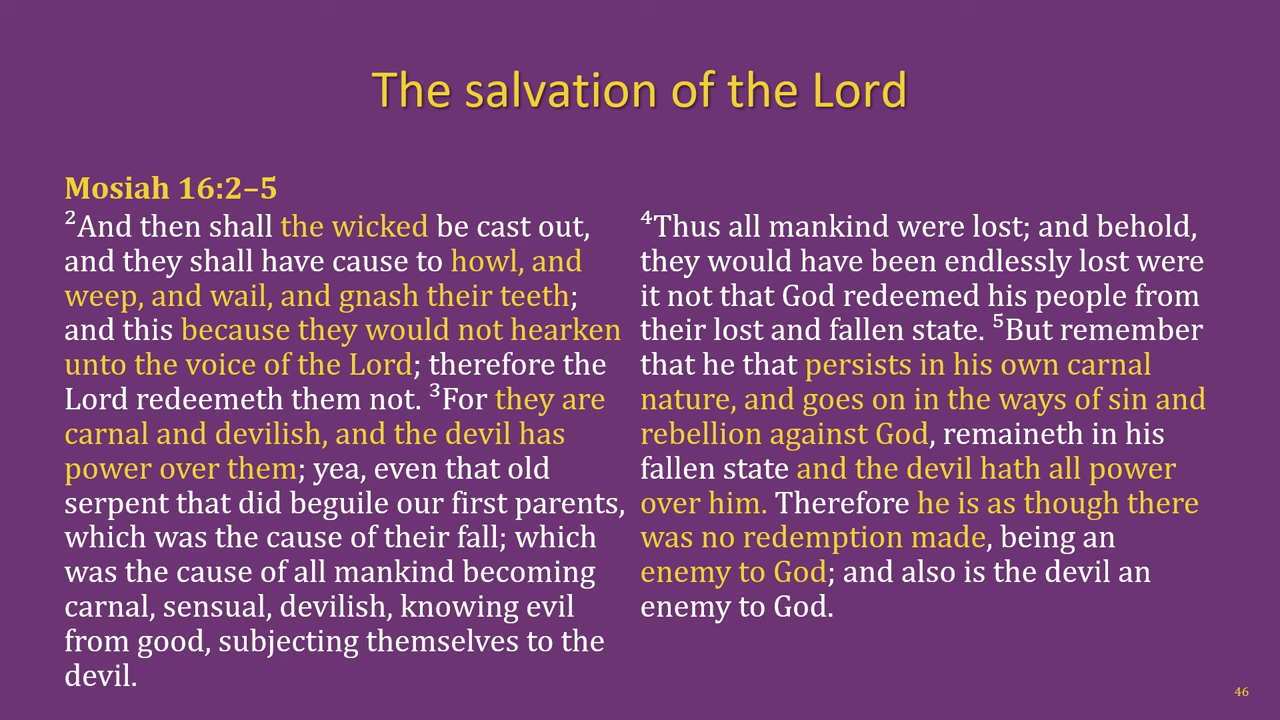 The salvation of the Lord
Mosiah 16:2–5
²And then shall the wicked be cast out,
and they shall have cause to howl, and
weep, and wail, and gnash their teeth;
and this because they would not hearken
unto the voice of the Lord; therefore the
Lord redeemeth them not. ³For they are
carnal and devilish, and the devil has
power over them; yea, even that old
serpent that did beguile our first parents,
which was the cause of their fall; which
was the cause of all mankind becoming
carnal, sensual, devilish, knowing evil
from good, subjecting themselves to the
devil.
⁴Thus all mankind were lost; and behold,
they would have been endlessly lost were
it not that God redeemed his people from
their lost and fallen state. ⁵But remember
that he that persists in his own carnal
nature, and goes on in the ways of sin and
rebellion against God, remaineth in his
fallen state and the devil hath all power
over him. Therefore he is as though there
was no redemption made, being an
enemy to God; and also is the devil an
enemy to God.
46